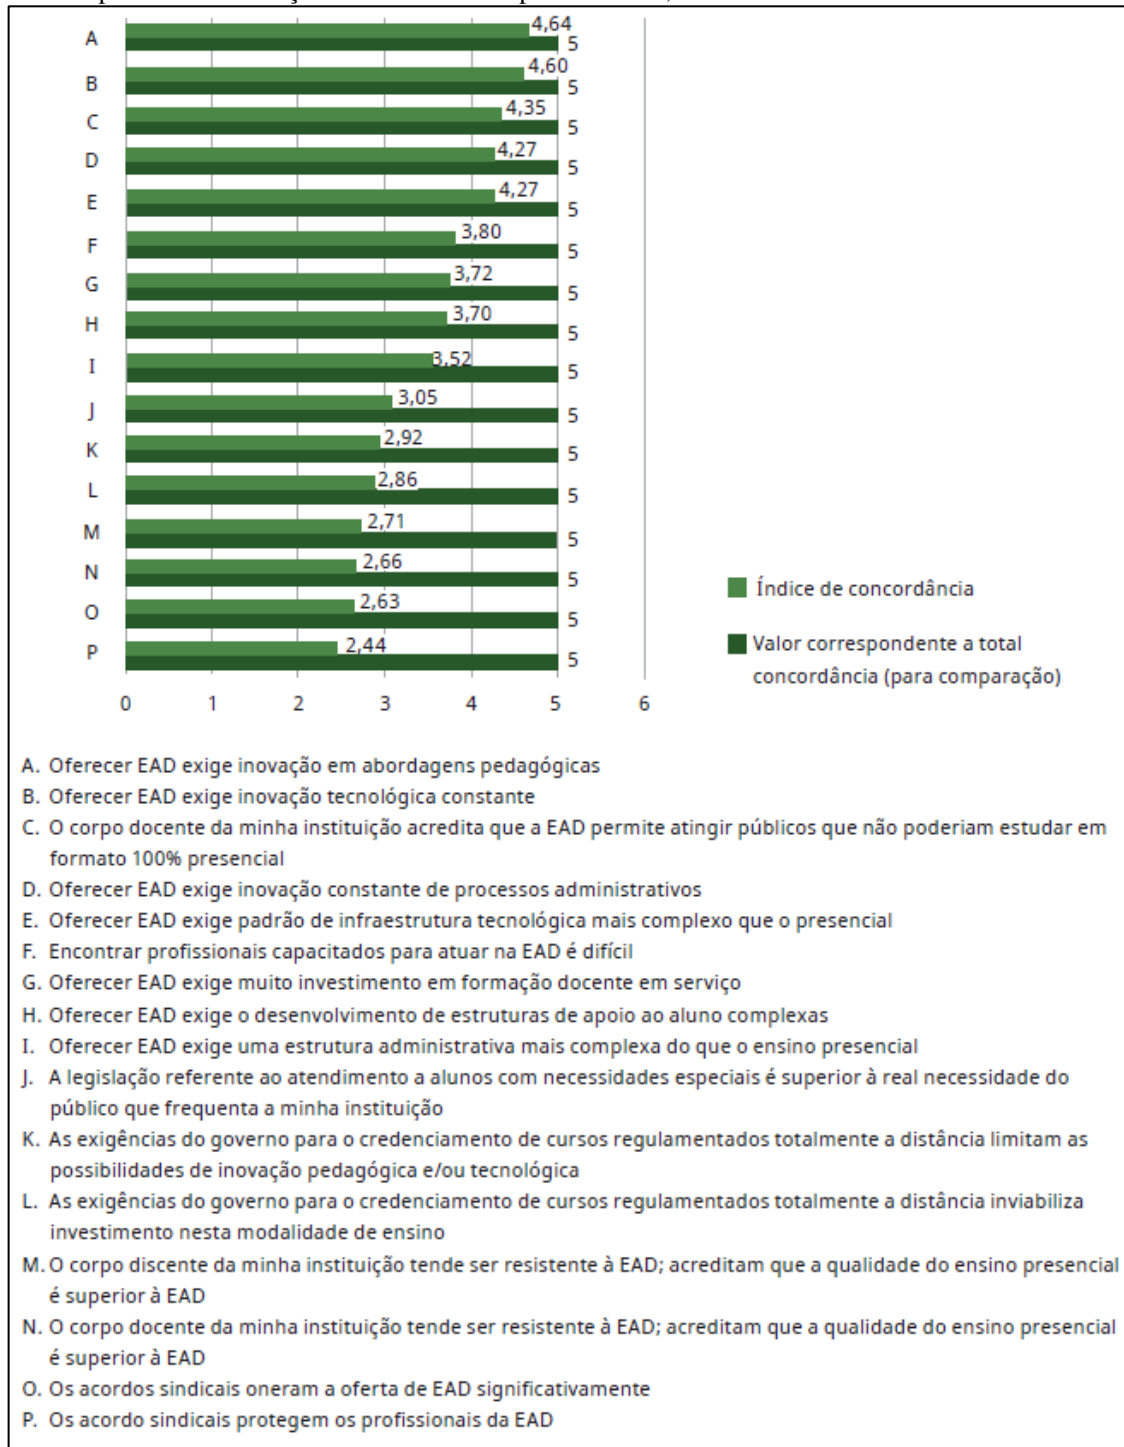 A 4,64 5
B 4,60 5
C 4,35 5
D 4,27 5
E 4,27 5
F 3,80 5
G 3,72 5
H 3,70 5
I 3,52 5
J 3,05 5
K 2,92 5
L 2,86 5
M 2,71 5
N 2,66 5
O 2,63 5
P 2,44 5
0 1 2 3 4 5 6
Índice de concordância
Valor correspondente a total
concordância (para comparação)
A. Oferecer EAD exige inovação em abordagens pedagógicas
B. Oferecer EAD exige inovação tecnológica constante
C. O corpo docente da minha instituição acredita que a EAD permite atingir públicos que não poderiam estudar em
formato 100% presencial
D. Oferecer EAD exige inovação constante de processos administrativos
E. Oferecer EAD exige padrão de infraestrutura tecnológica mais complexo que o presencial
F. Encontrar profissionais capacitados para atuar na EAD é difícil
G. Oferecer EAD exige muito investimento em formação docente em serviço
H. Oferecer EAD exige o desenvolvimento de estruturas de apoio ao aluno complexas
I. Oferecer EAD exige uma estrutura administrativa mais complexa do que o ensino presencial
J. A legislação referente ao atendimento a alunos com necessidades especiais é superior à real necessidade do
público que frequenta a minha instituição
K. As exigências do governo para o credenciamento de cursos regulamentados totalmente a distância limitam as
possibilidades de inovação pedagógica e/ou tecnológica
L. As exigências do governo para o credenciamento de cursos regulamentados totalmente a distância inviabiliza
investimento nesta modalidade de ensino
M. O corpo discente da minha instituição tende ser resistente à EAD; acreditam que a qualidade do ensino presencial
é superior à EAD
N. O corpo docente da minha instituição tende ser resistente à EAD; acreditam que a qualidade do ensino presencial
é superior à EAD
O. Os acordos sindicais oneram a oferta de EAD significativamente
P. Os acordo sindicais protegem os profissionais da EAD